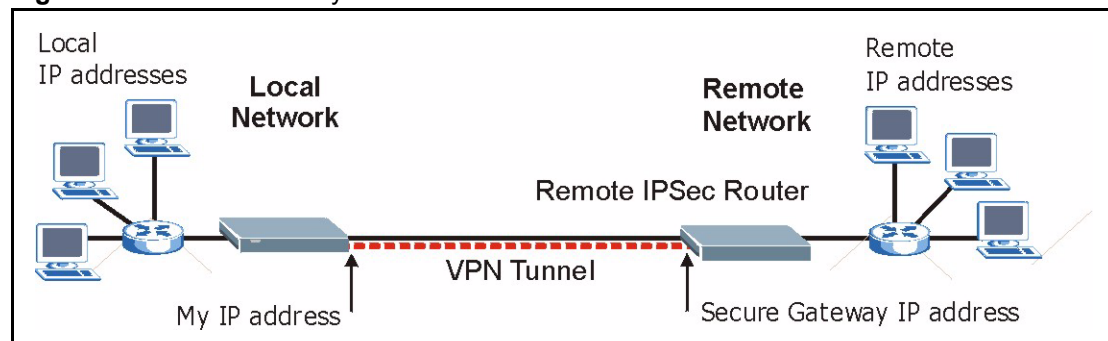 Local
IP addresses
Local
Network
Remote
Network
Remote
IP addresses
Remote IPSec Router
VPN Tunnel
My IP address
Secure Gateway IP address